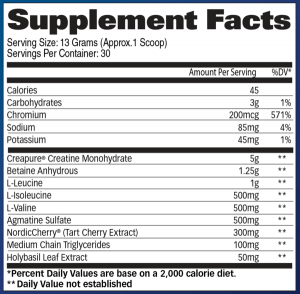 Supplement Facts
Serving Size: 13 Grams (Approx.1 Scoop)
Servings Per Container: 30
Amount Per Serving %DV*
Calories 45
Carbohydrates 3g 1%
Chromium 200mcg 571%
Sodium 85mg 4%
Potassium 45mg 1%
Creapure® Creatine Monohydrate 5g **
Betaine Anhydrous 1.25g **
L-Leucine 1g **
L-Isoleucine 500mg **
L-Valine 500mg **
Agmatine Sulfate 500mg **
NordicCherry® (Tart Cherry Extract) 300mg **
Medium Chain Triglycerides 100mg **
Holybasil Leaf Extract 50mg **
*Percent Daily Values are base on a 2,000 calorie diet.
** Daily Value not established